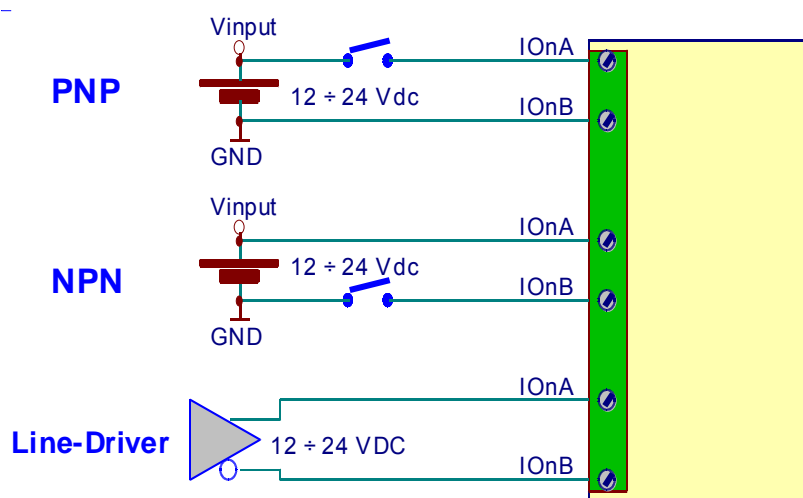 Vinput
IOnA
PNP
12 ÷ 24 Vdc
IOnB
GND
Vinput
IOnA
NPN
12 ÷ 24 Vdc
IOnB
GND
IOnA
Line-Driver
12 ÷ 24 VDC
IOnB